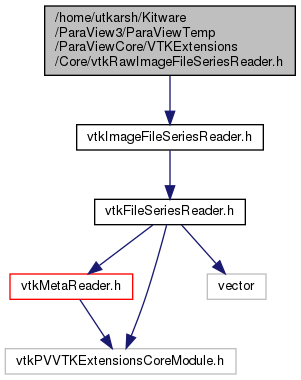 /home/utkarsh/Kitware
/ParaView3/ParaViewTemp
/ParaViewCore/VTKExtensions
/Core/vtkRawImageFileSeriesReader.h
vtkImageFileSeriesReader.h
vtkFileSeriesReader.h
vtkMetaReader.h
vector
vtkPVVTKExtensionsCoreModule.h